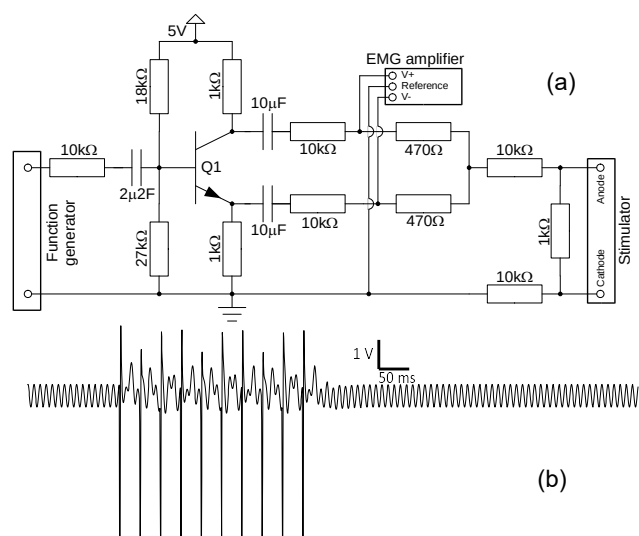 5V
EMG amplifier
V+
Reference
V-
(a)
18kΩ
1kΩ
10µF
10kΩ
470Ω
10kΩ
10kΩ
2µ2F
Q1
Function
generator
27kΩ
1kΩ
10µF
10kΩ
470Ω
1kΩ
10kΩ
Anode
Cathode
Stimulator
1 V
50 ms
(b)